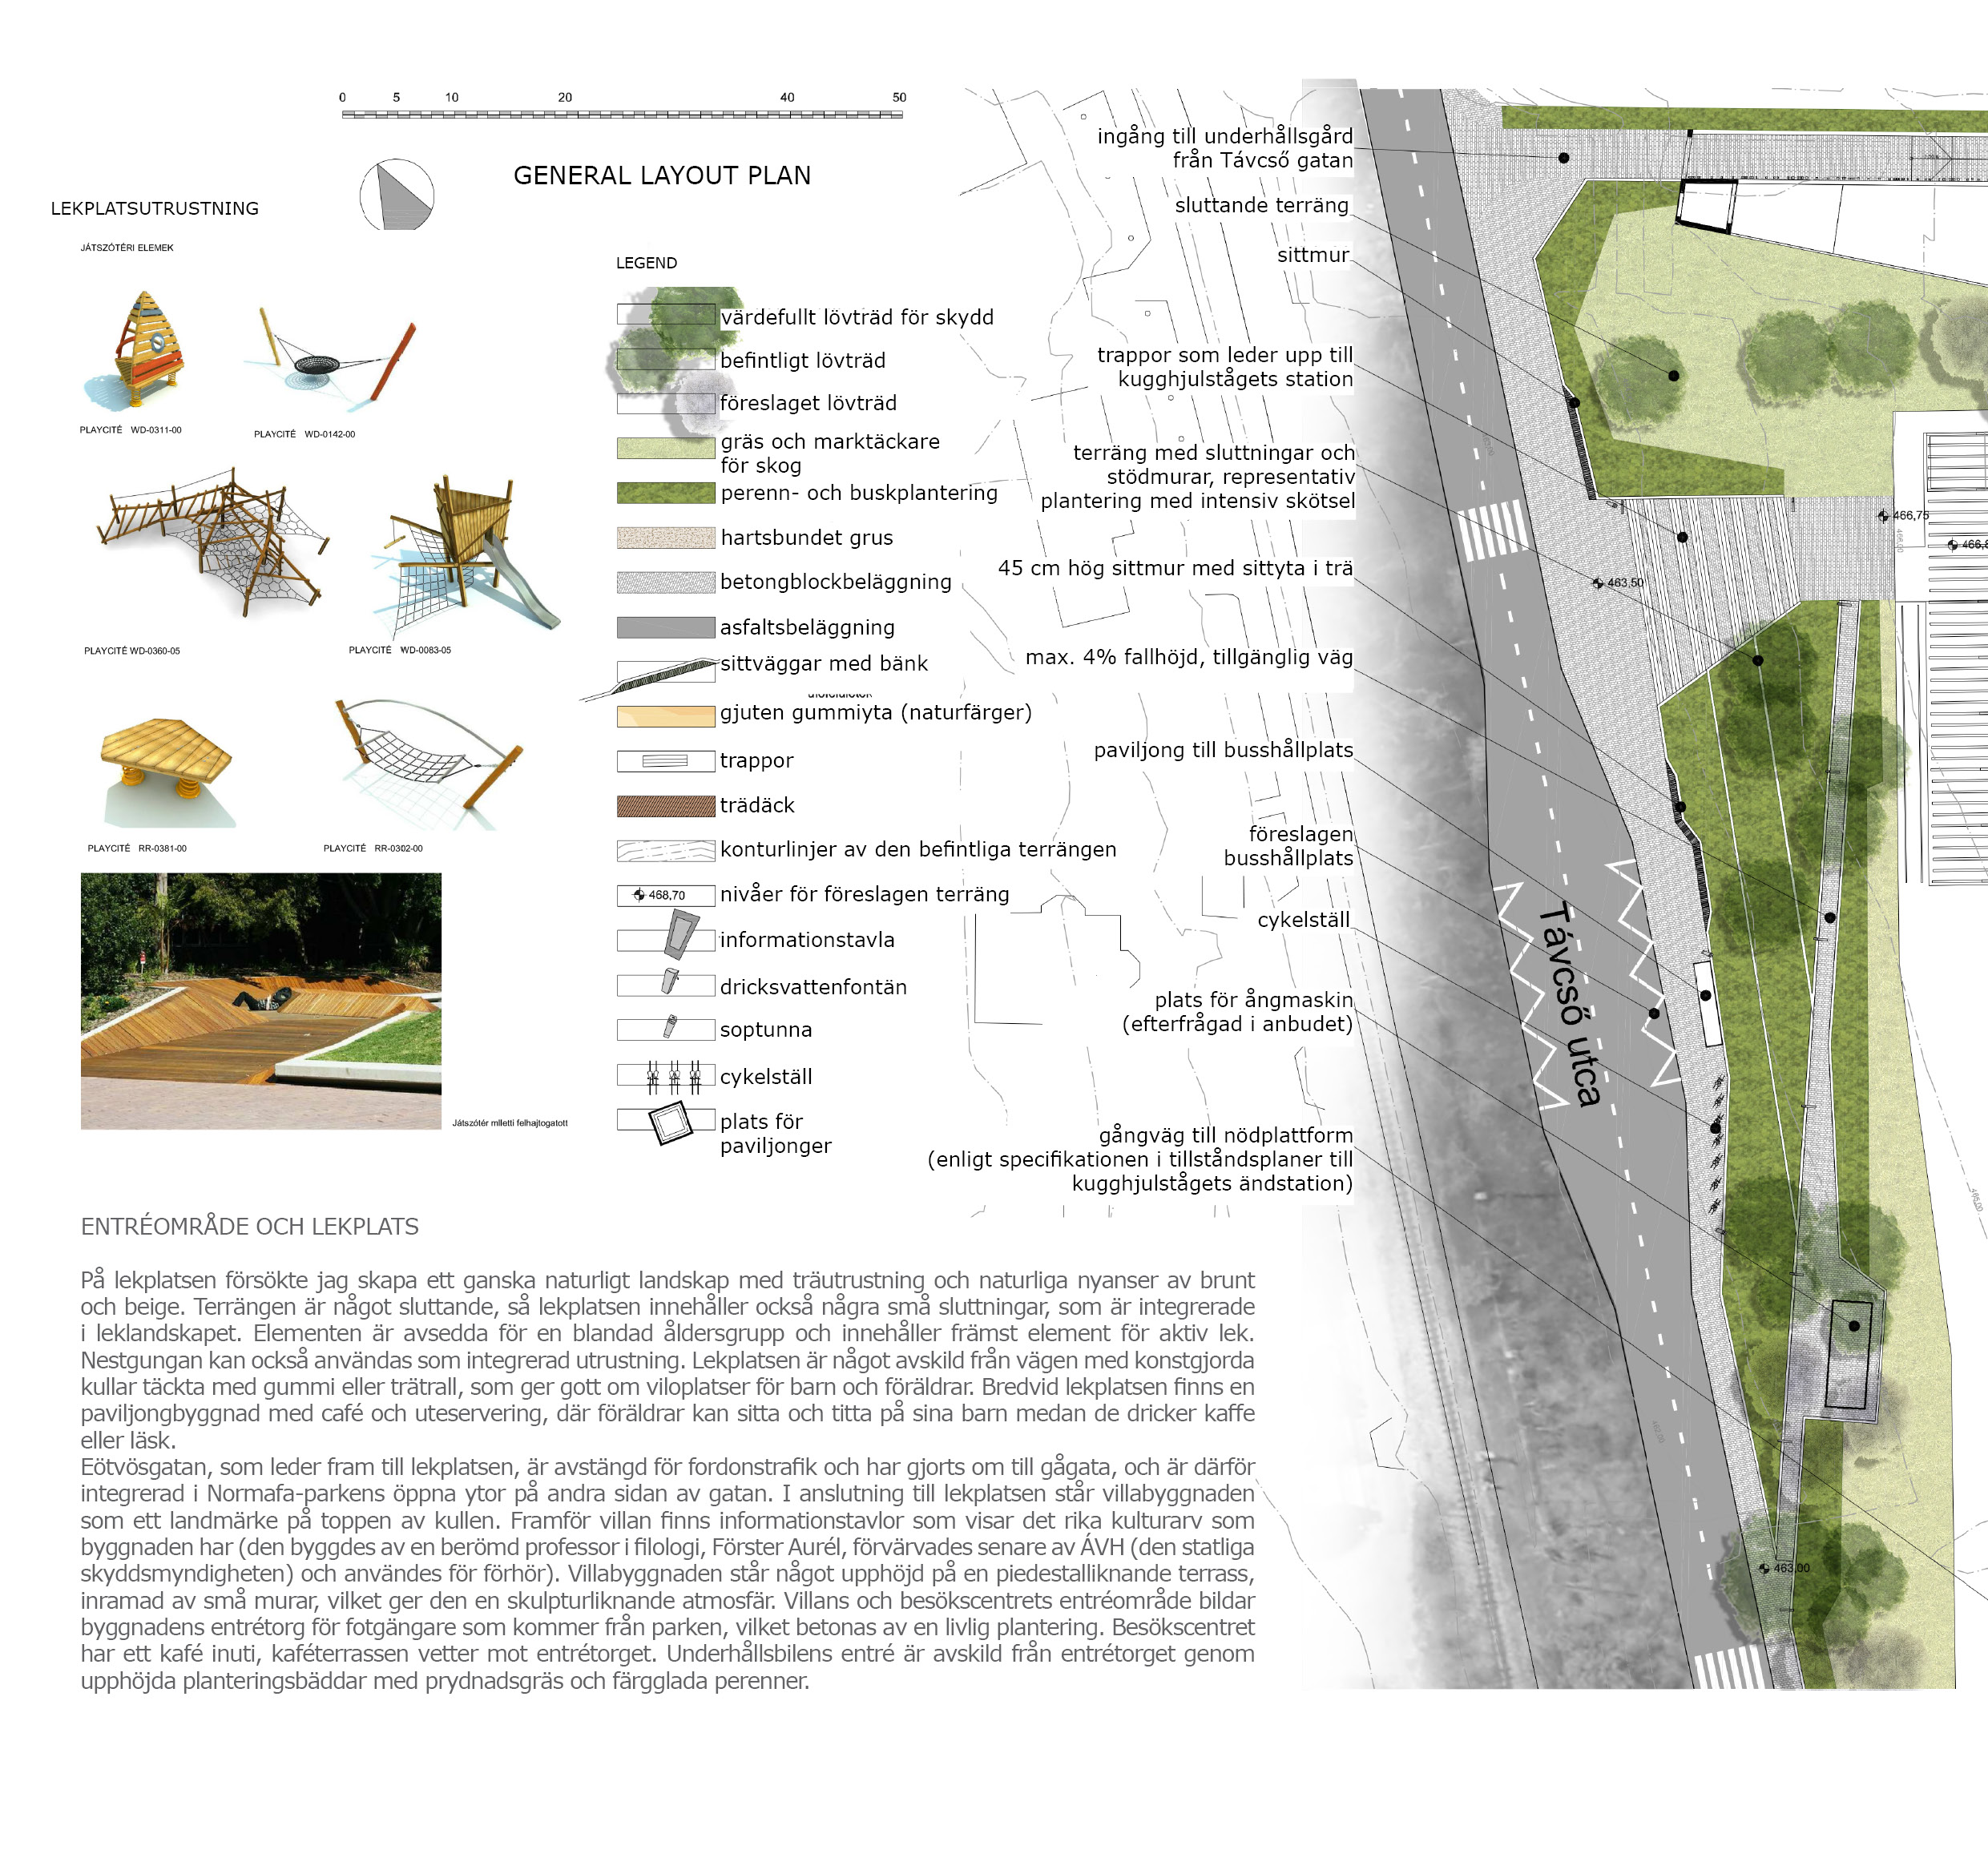 0 5 10 20 40 50
GENERAL LAYOUT PLAN
LEKPLATSUTRUSTNING
JÁTSZÓTÉRI ELEMEK
PLAYCITÉ WD-0311-00
PLAYCITÉ WD-0142-00
PLAYCITÉ WD-0360-05
PLAYCITÉ WD-0083-05
PLAYCITÉ RR-0381-00
PLAYCITÉ RR-0302-00
Játszótér mlletti felhajtogatott
LEGEND
värdefullt lövträd för skydd
befintligt lövträd
föreslaget lövträd
gräs och marktäckare
för skog
perenn- och buskplantering
hartsbundet grus
betongblockbeläggning
asfaltsbeläggning
sittväggar med bänk
gjuten gummiyta (naturfärger)
trappor
trädäck
konturlinjer av den befintliga terrängen
468,70 nivåer för föreslagen terräng
informationstavla
dricksvattenfontän
soptunna
cykelställ
plats för
paviljonger
ingång till underhållsgård
från Távcső gatan
sluttande terräng
sittmur
trappor som leder upp till
kugghjulstågets station
terräng med sluttningar och
stödmurar, representativ
plantering med intensiv skötsel
45 cm hög sittmur med sittyta i trä
max. 4% fallhöjd, tillgänglig väg
paviljong till busshållplats
föreslagen
busshållplats
cykelställ
plats för ångmaskin
(efterfrågad i anbudet)
gångväg till nödplattform
(enligt specifikationen i tillståndsplaner till
kugghjulstågets ändstation)
466,75
466,8
466,00
463,50
Távcső utca
465,00
463,00
ENTRÉOMRÅDE OCH LEKPLATS
På lekplatsen försökte jag skapa ett ganska naturligt landskap med träutrustning och naturliga nyanser av brunt
och beige. Terrängen är något sluttande, så lekplatsen innehåller också några små sluttningar, som är integrerade
i leklandskapet. Elementen är avsedda för en blandad åldersgrupp och innehåller främst element för aktiv lek.
Nestgungan kan också användas som integrerad utrustning. Lekplatsen är något avskild från vägen med konstgjorda
kullar täckta med gummi eller trätrall, som ger gott om viloplatser för barn och föräldrar. Bredvid lekplatsen finns en
paviljongbyggnad med café och uteservering, där föräldrar kan sitta och titta på sina barn medan de dricker kaffe
eller läsk.
Eötvösgatan, som leder fram till lekplatsen, är avstängd för fordonstrafik och har gjorts om till gågata, och är därför
integrerad i Normafa-parkens öppna ytor på andra sidan av gatan. I anslutning till lekplatsen står villabyggnaden
som ett landmärke på toppen av kullen. Framför villan finns informationstavlor som visar det rika kulturarv som
byggnaden har (den byggdes av en berömd professor i filologi, Förster Aurél, förvärvades senare av ÁVH (den statliga
skyddsmyndigheten) och användes för förhör). Villabyggnaden står något upphöjd på en piedestalliknande terrass,
inramad av små murar, vilket ger den en skulpturliknande atmosfär. Villans och besökscentrets entréområde bildar
byggnadens entrétorg för fotgängare som kommer från parken, vilket betonas av en livlig plantering. Besökscentret
har ett kafé inuti, kaféterrassen vetter mot entrétorget. Underhållsbilens entré är avskild från entrétorget genom
upphöjda planteringsbäddar med prydnadsgräs och färgglada perenner.